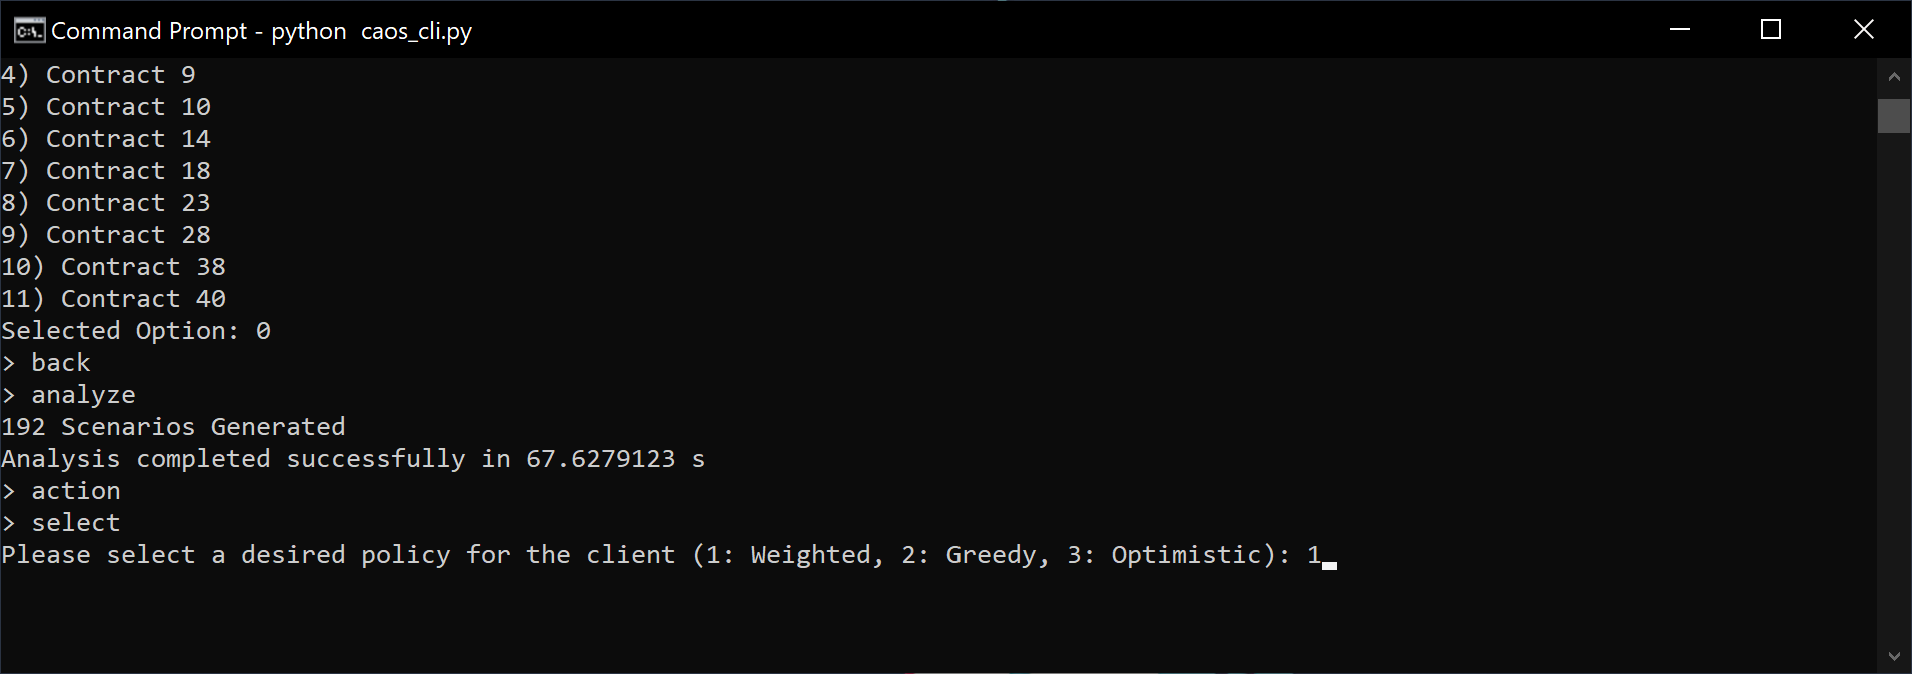 Command Prompt - python  caos_cli.py
4) Contract 9
5) Contract 10
6) Contract 14
7) Contract 18
8) Contract 23
9) Contract 28
10) Contract 38
11) Contract 40
Selected Option: 0
> back
> analyze
192 Scenarios Generated
Analysis completed successfully in 67.6279123 s
> action
> select
Please select a desired policy for the client (1: Weighted, 2: Greedy, 3: Optimistic): 1